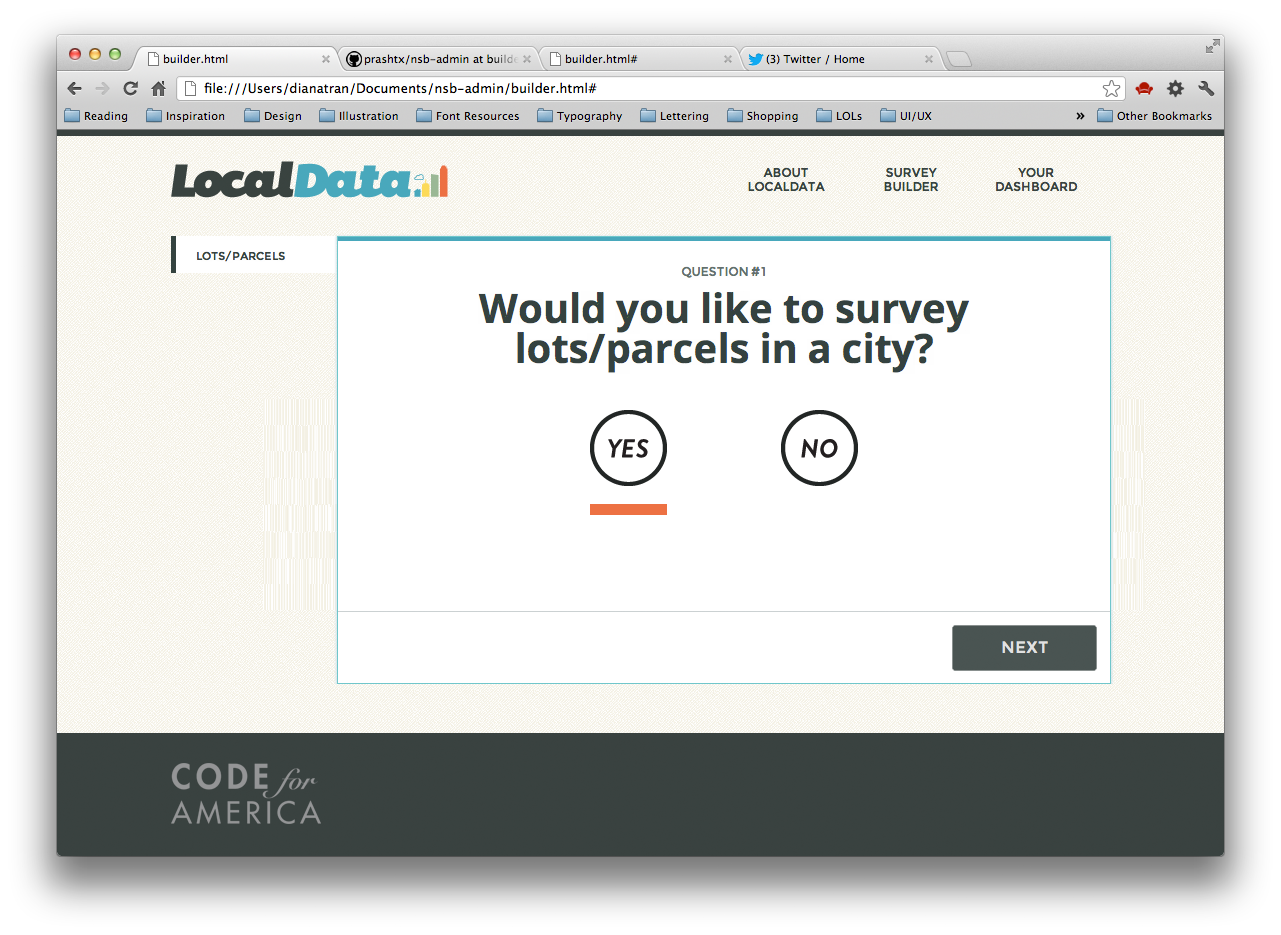 builder.html
prashtx/nsb-admin at builde
builder.html#
(3) Twitter / Home
file:///Users/dianatran/Documents/nsb-admin/builder.html#
Reading
Inspiration
Design
Illustration
Font Resources
Typography
Lettering
Shopping
LOLs
UI/UX
»
Other Bookmarks
LocalData
ABOUT
LOCALDATA
SURVEY
BUILDER
YOUR
DASHBOARD
LOTS/PARCELS
QUESTION #1
Would you like to survey
lots/parcels in a city?
YES
NO
NEXT
CODE for
AMERICA